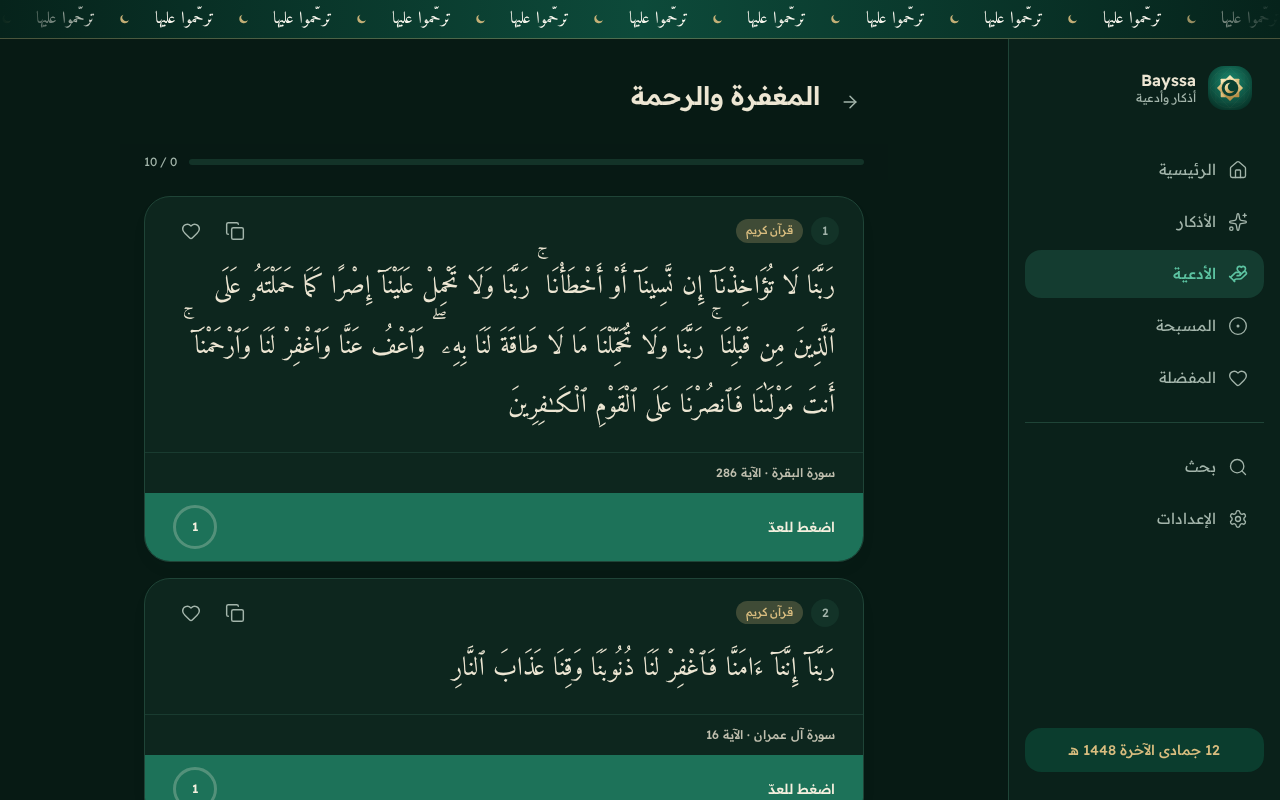 ترحّموا عليها ترحّموا عليها ترحّموا عليها ترحّموا عليها ترحّموا عليها ترحّموا عليها ترحّموا عليها ترحّموا عليها ترحّموا عليها ترحّموا عليها ترحّموا عليها
Bayssa
أذكار وأدعية
الرئيسية
الأذكار
الأدعية
المسبحة
المفضلة
بحث
الإعدادات
12 جمادى الآخرة 1448 هـ
المغفرة والرحمة
0 / 10
1 قرآن كريم
رَبَّنَا لَا تُؤَاخِذْنَآ إِن نَّسِينَآ أَوْ أَخْطَأْنَا ۚ رَبَّنَا وَلَا تَحْمِلْ عَلَيْنَآ إِصْرًا كَمَا حَمَلْتَهُۥ عَلَى
ٱلَّذِينَ مِن قَبْلِنَا ۚ رَبَّنَا وَلَا تُحَمِّلْنَا مَا لَا طَاقَةَ لَنَا بِهِۦ ۖ وَٱعْفُ عَنَّا وَٱغْفِرْ لَنَا وَٱرْحَمْنَآ ۚ
أَنتَ مَوْلَىٰنَا فَٱنصُرْنَا عَلَى ٱلْقَوْمِ ٱلْكَـٰفِرِينَ
سورة البقرة · الآية 286
اضغط للعدّ
1
2 قرآن كريم
رَبَّنَآ إِنَّنَآ ءَامَنَّا فَٱغْفِرْ لَنَا ذُنُوبَنَا وَقِنَا عَذَابَ ٱلنَّارِ
سورة آل عمران · الآية 16
اضغط للعدّ
1